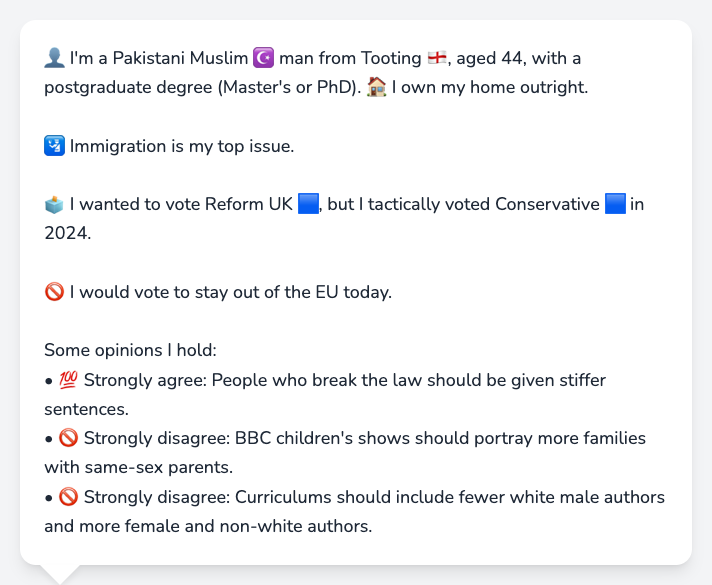 👤 I'm a Pakistani Muslim ☪️ man from Tooting 🏴󠁧󠁢󠁥󠁮󠁧󠁿, aged 44, with a
postgraduate degree (Master's or PhD). 🏠 I own my home outright.
🛂 Immigration is my top issue.
🗳️ I wanted to vote Reform UK 🟦, but I tactically voted Conservative 🟦 in
2024.
🚫 I would vote to stay out of the EU today.
Some opinions I hold:
• 💯 Strongly agree: People who break the law should be given stiffer
sentences.
• 🚫 Strongly disagree: BBC children's shows should portray more families
with same-sex parents.
• 🚫 Strongly disagree: Curriculums should include fewer white male authors
and more female and non-white authors.